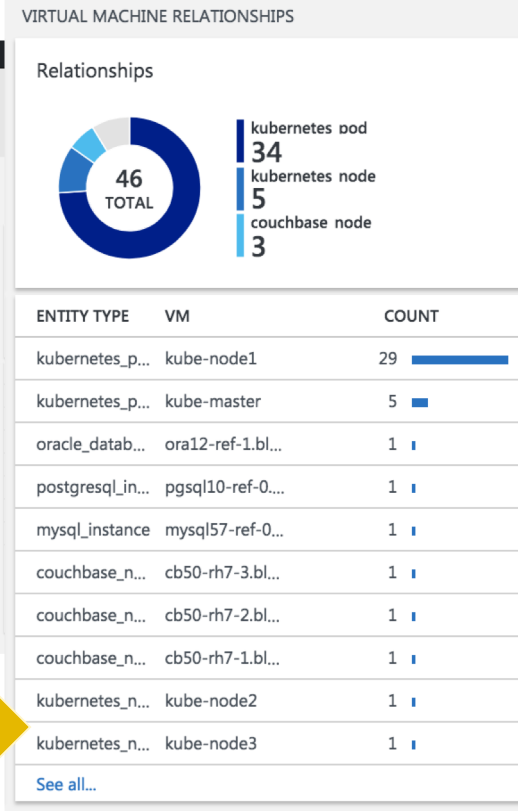 VIRTUAL MACHINE RELATIONSHIPS
Relationships
46
TOTAL
kubernetes pod
34
kubernetes node
5
couchbase node
3
ENTITY TYPE VM COUNT
kubernetes_p... kube-node1 29
kubernetes_p... kube-master 5
oracle_datab... ora12-ref-1.bl... 1
postgresql_in... pgsql10-ref-0.... 1
mysql_instance mysql57-ref-0... 1
couchbase_n... cb50-rh7-3.bl... 1
couchbase_n... cb50-rh7-2.bl... 1
couchbase_n... cb50-rh7-1.bl... 1
kubernetes_n... kube-node2 1
kubernetes_n... kube-node3 1
See all...